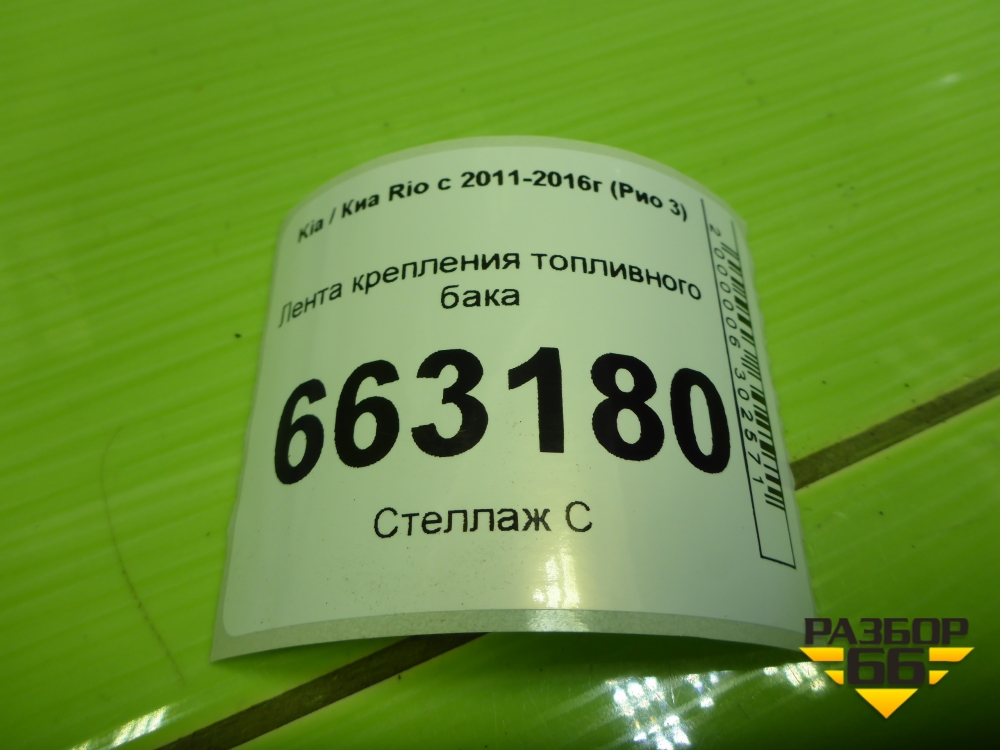 Kia / Киа Rio с 2011-2016г (Рио 3)
Лента крепления топливного
бака
663180
Стеллаж С
2000006302571
РАЗБОР
66